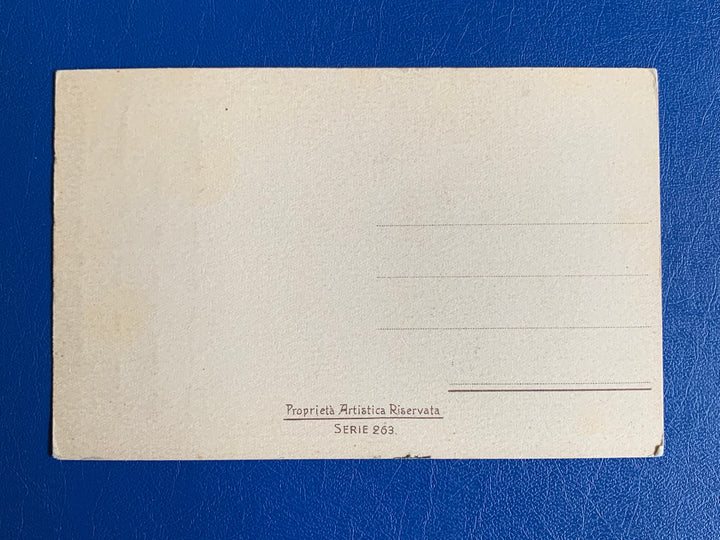 Proprietà Artistica Riservata
SERIE 263.